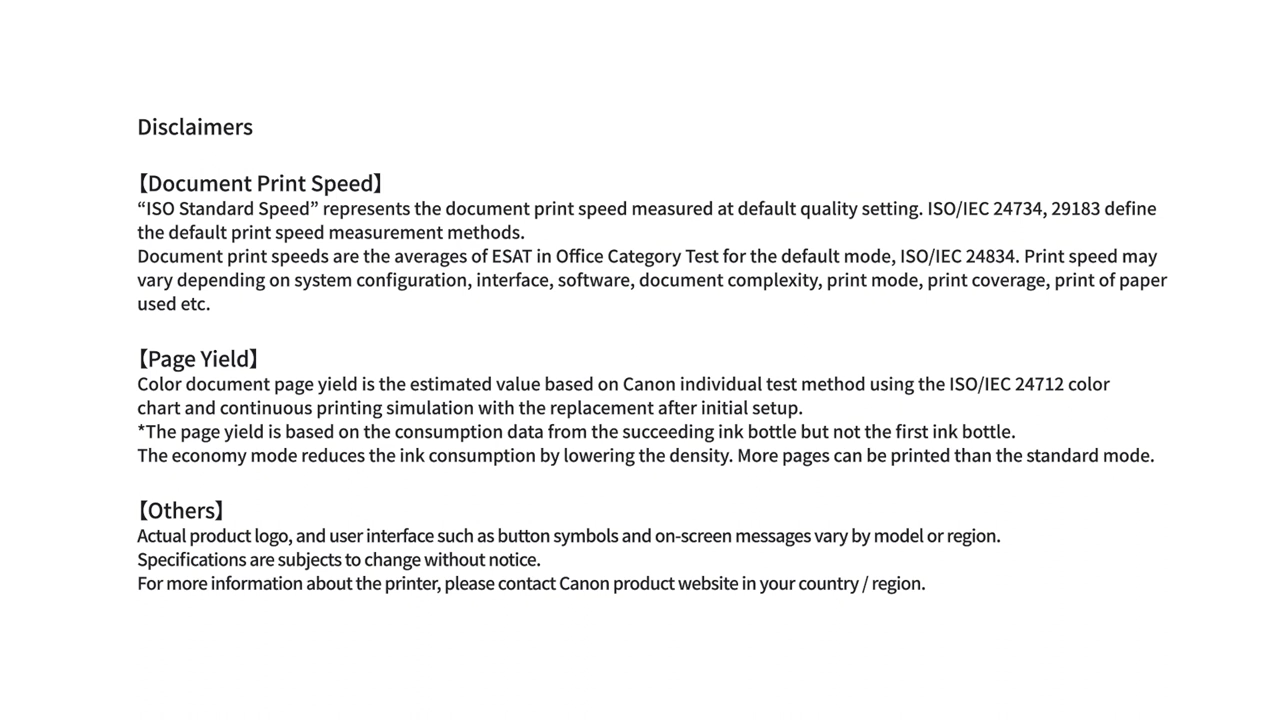 Disclaimers
【Document Print Speed】
“ISO Standard Speed” represents the document print speed measured at default quality setting. ISO/IEC 24734, 29183 define
the default print speed measurement methods.
Document print speeds are the averages of ESAT in Office Category Test for the default mode, ISO/IEC 24834. Print speed may
vary depending on system configuration, interface, software, document complexity, print mode, print coverage, print of paper
used etc.
【Page Yield】
Color document page yield is the estimated value based on Canon individual test method using the ISO/IEC 24712 color
chart and continuous printing simulation with the replacement after initial setup.
*The page yield is based on the consumption data from the succeeding ink bottle but not the first ink bottle.
The economy mode reduces the ink consumption by lowering the density. More pages can be printed than the standard mode.
【Others】
Actual product logo, and user interface such as button symbols and on-screen messages vary by model or region.
Specifications are subjects to change without notice.
For more information about the printer, please contact Canon product website in your country / region.